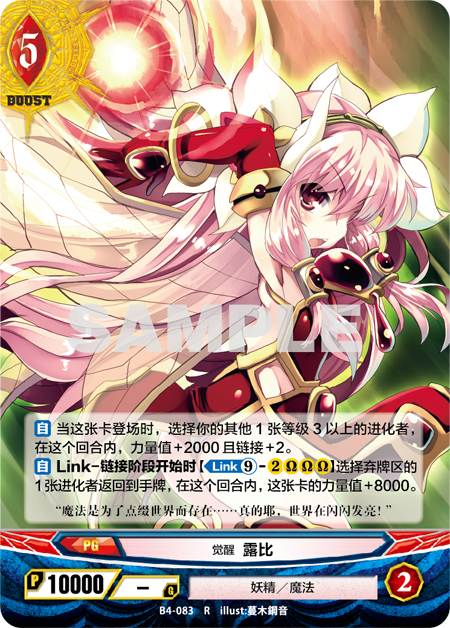 5
BOOST
SAMPLE
自 当这张卡登场时，选择你的其他1张等级3以上的进化者，
在这个回合内，力量值+2000且链接+2。
自 Link-链接阶段开始时【Link 9-2ΩΩΩ】选择弃牌区的
1张进化者返回到手牌，在这个回合内，这张卡的力量值+8000。
“魔法是为了点缀世界而存在……真的耶，世界在闪闪发亮！”
PG
觉醒 露比
P 10000 － G
妖精／魔法
2
B4-083 R illust:蔓木鋼音